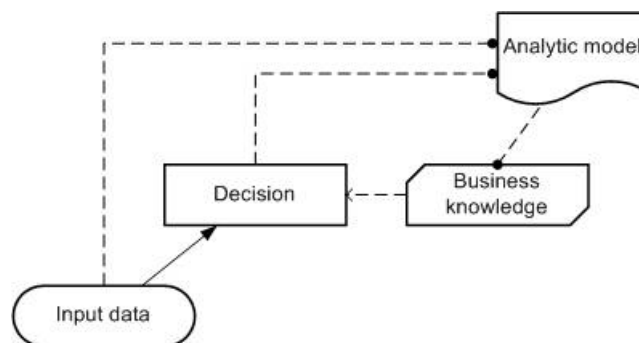 Analytic model
Decision
Business
knowledge
Input data